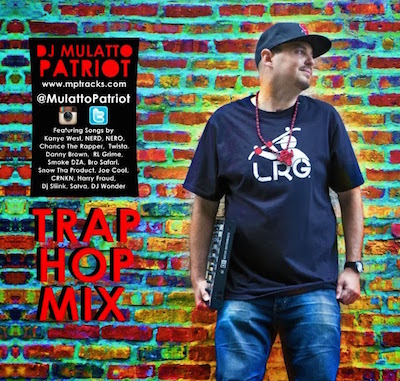 DJ MULATTO
PATRIOT
www.mptracks.com
@MulattoPatriot
Featuring Songs by
Kanye West, NERD, NERO,
Chance The Rapper, Twista,
Danny Brown, RL Grime,
Smoke DZA, Bro Safari,
Snow Tha Product, Joe Cool,
CRNKN, Harry Fraud,
Dj Sliink, Salva, DJ Wonder
TRAP
HOP
MIX
LRG